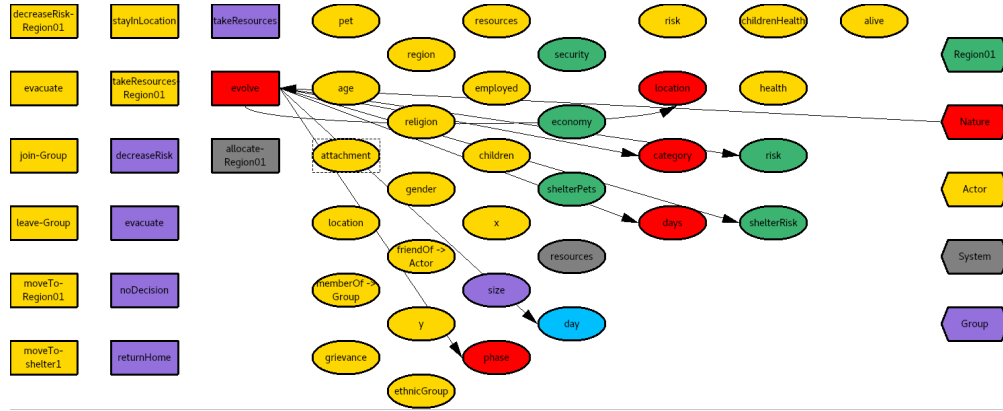 decreaseRisk-
Region01
stayInLocation
takeResources
pet
resources
risk
childrenHealth
alive
region
security
Region01
evacuate
takeResources-
Region01
evolve
age
employed
location
health
religion
economy
Nature
join-Group
decreaseRisk
allocate-
Region01
attachment
children
category
risk
gender
shelterPets
Actor
leave-Group
evacuate
location
x
days
shelterRisk
friendOf ->
Actor
resources
System
moveTo-
Region01
noDecision
memberOf ->
Group
size
y
day
Group
moveTo-
shelter1
returnHome
grievance
phase
ethnicGroup